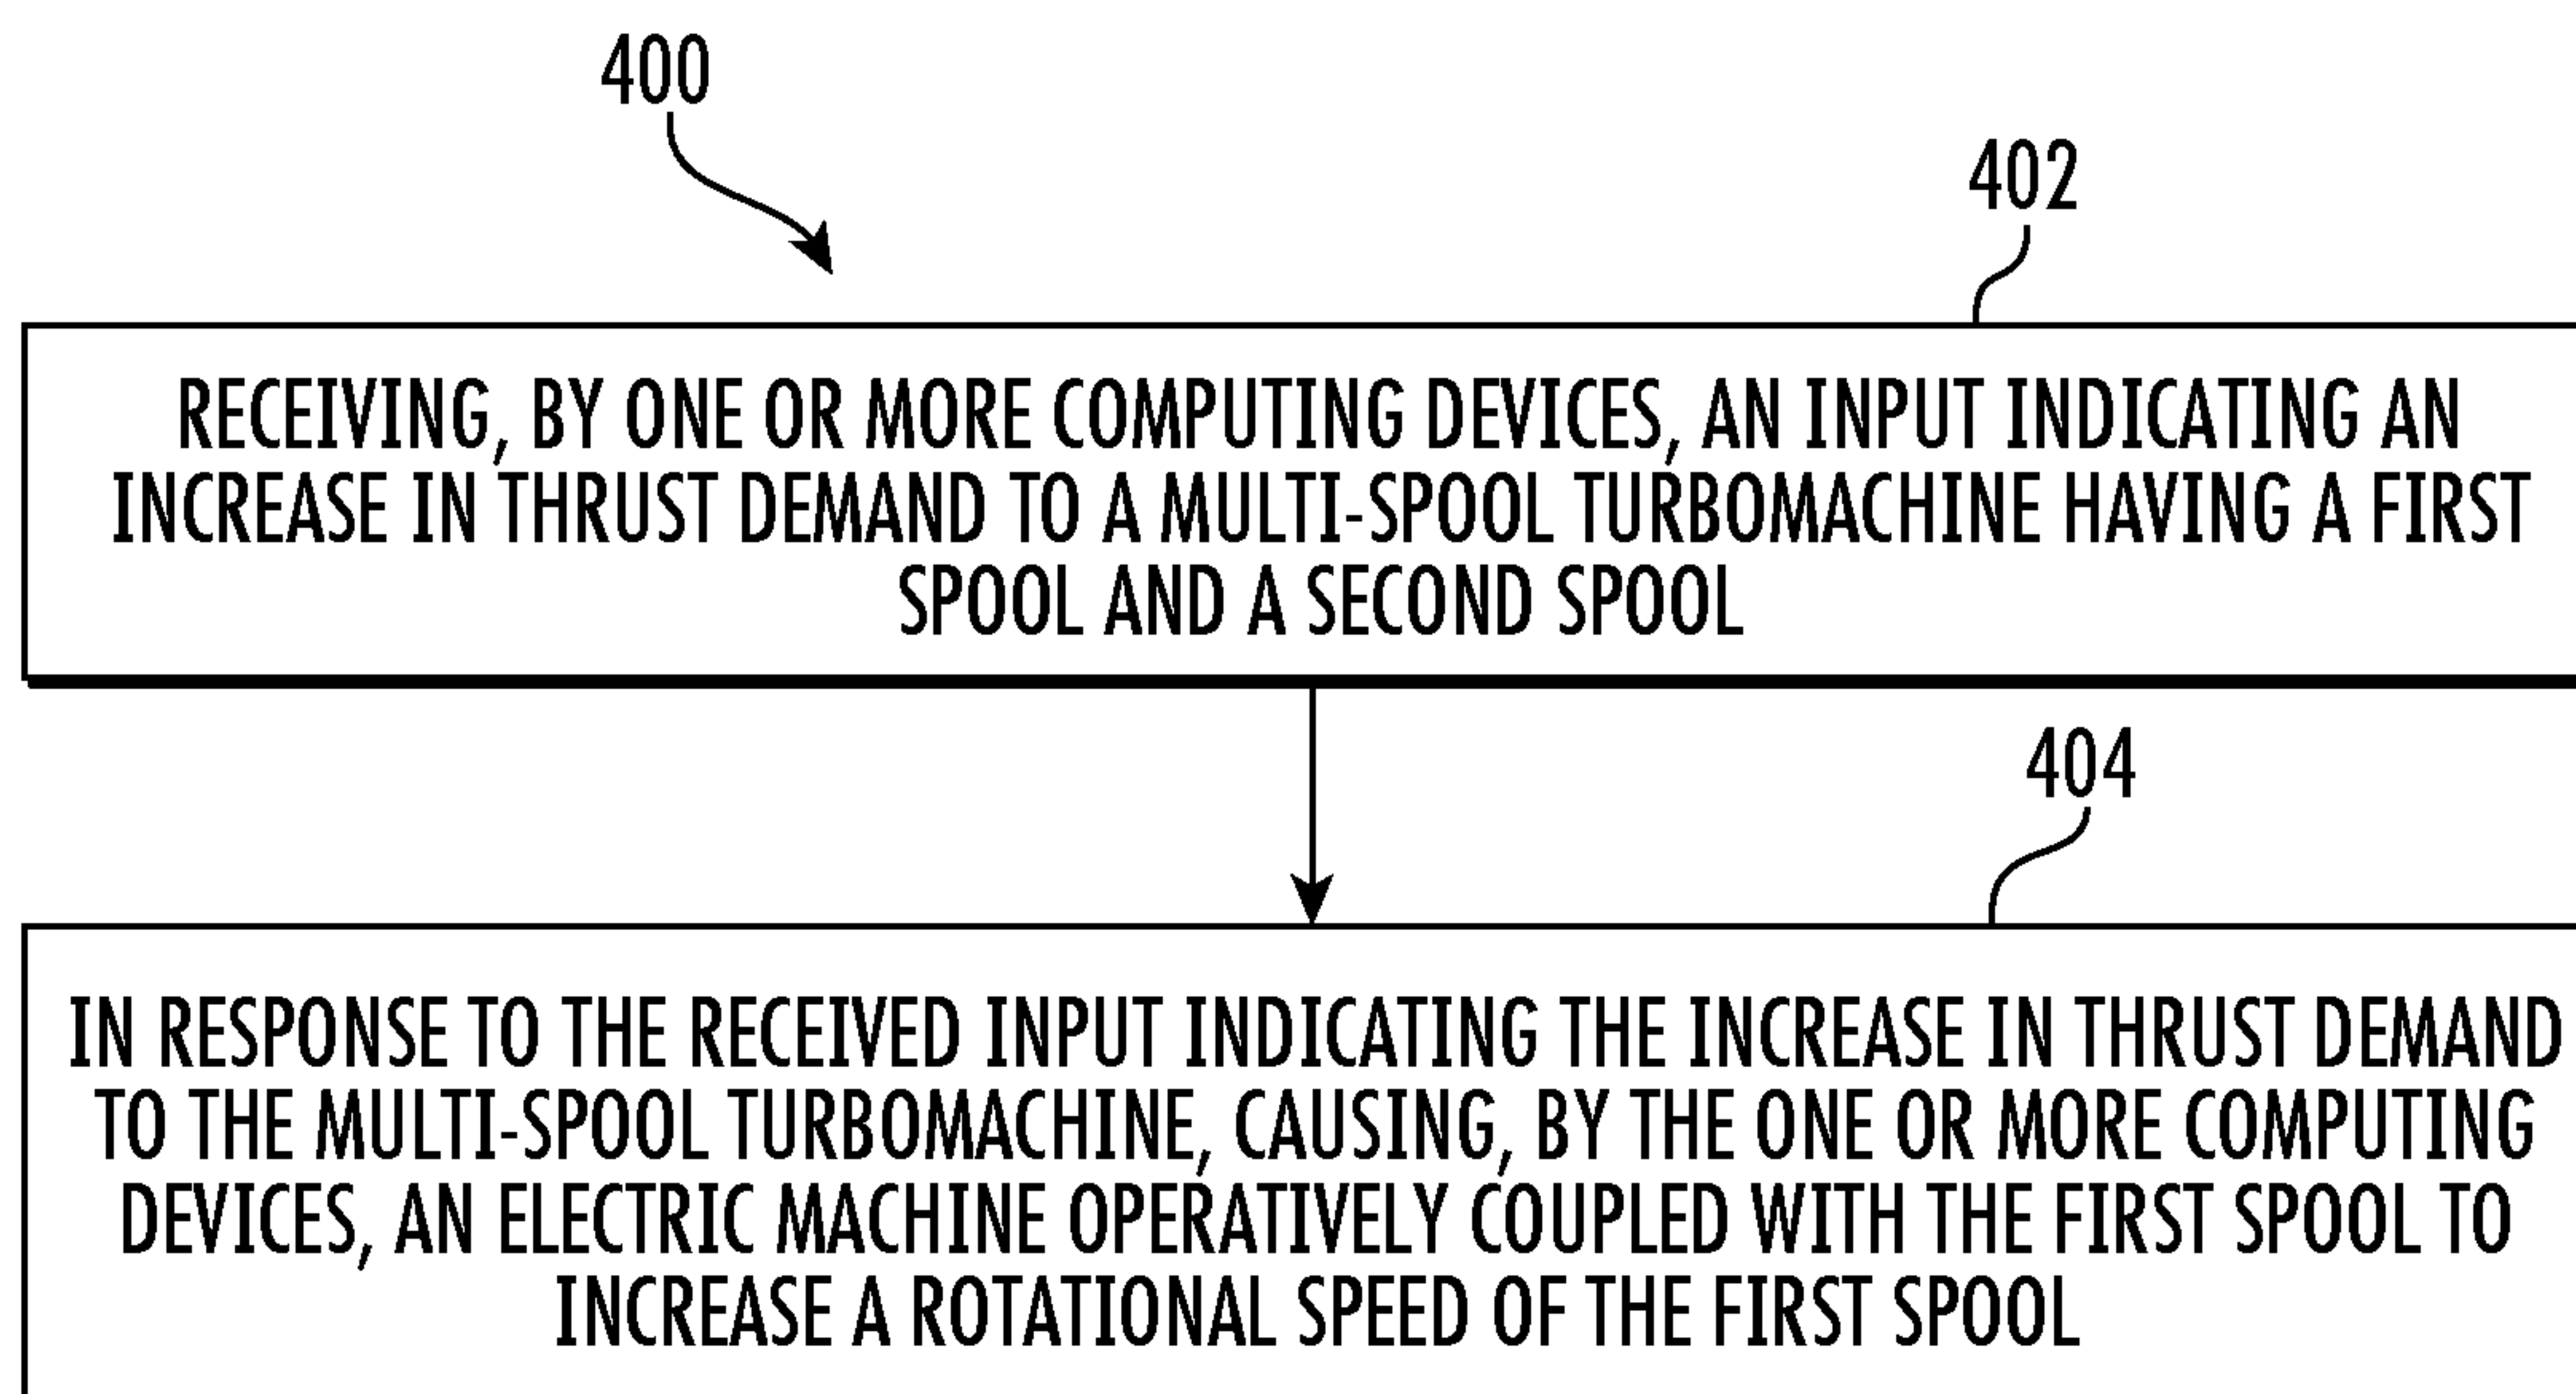 400
402
RECEIVING, BY ONE OR MORE COMPUTING DEVICES, AN INPUT INDICATING AN
INCREASE IN THRUST DEMAND TO A MULTI-SPOOL TURBOMACHINE HAVING A FIRST
SPOOL AND A SECOND SPOOL
404
IN RESPONSE TO THE RECEIVED INPUT INDICATING THE INCREASE IN THRUST DEMAND
TO THE MULTI-SPOOL TURBOMACHINE, CAUSING, BY THE ONE OR MORE COMPUTING
DEVICES, AN ELECTRIC MACHINE OPERATIVELY COUPLED WITH THE FIRST SPOOL TO
INCREASE A ROTATIONAL SPEED OF THE FIRST SPOOL